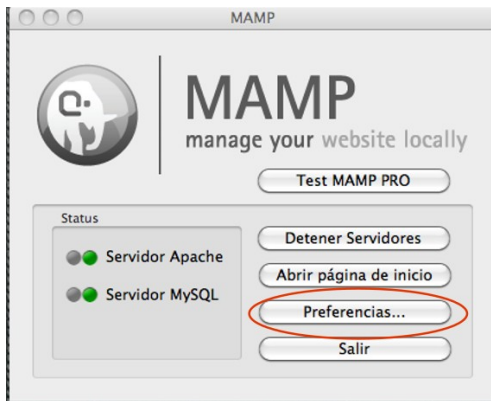 MAMP
MAMP
manage your website locally
Test MAMP PRO
Status
Servidor Apache
Servidor MySQL
Detener Servidores
Abrir página de inicio
Preferencias...
Salir